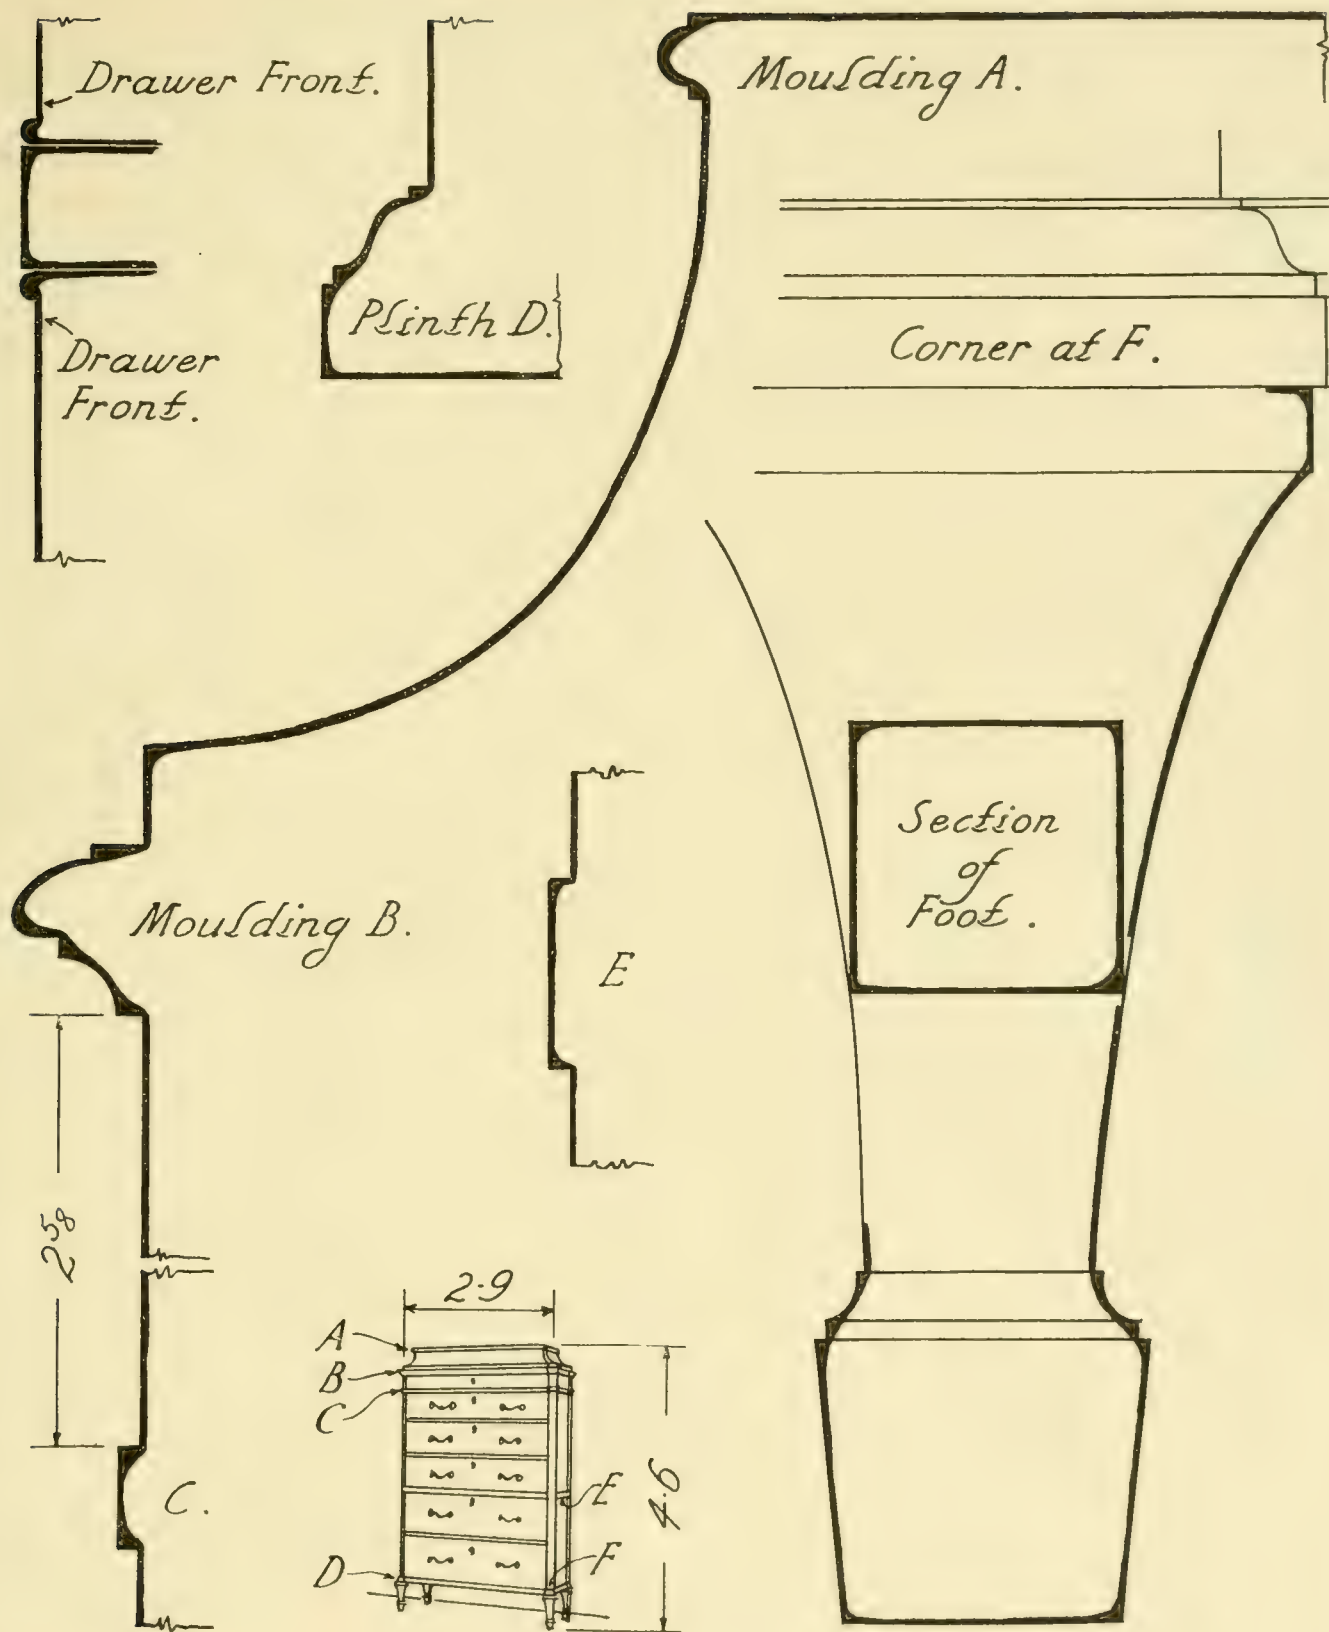 Drawer Front.
Moulding A.
Plinth D.
Corner at F.
Drawer
Front.
Section
of
Foot.
Moulding B.
E
2 5/8
2·9
A
B
C
C.
E
4·6
D
F